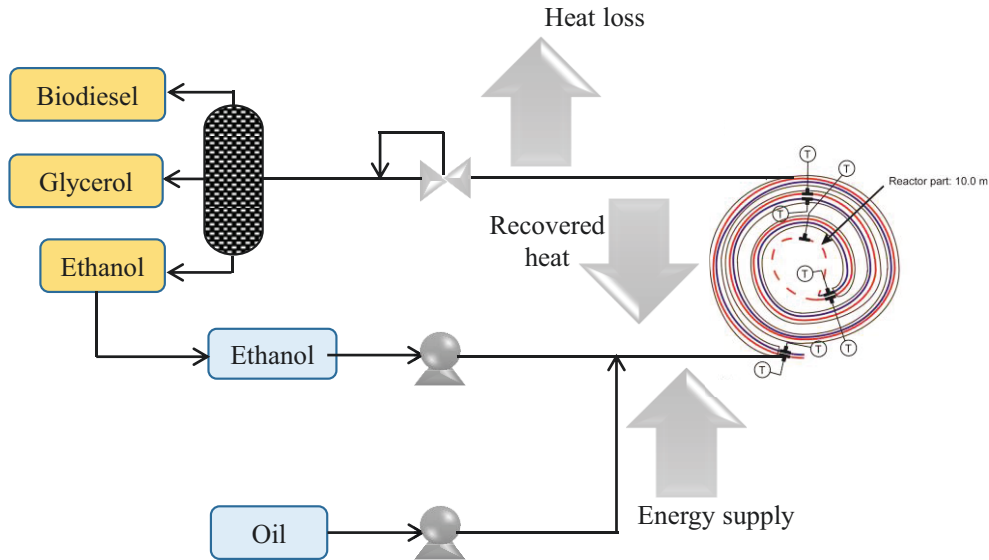 Heat loss
Biodiesel
Glycerol
Ethanol
Recovered
heat
T
T
Reactor part: 10.0 m
T
T
T
T
T
Ethanol
Oil
Energy supply